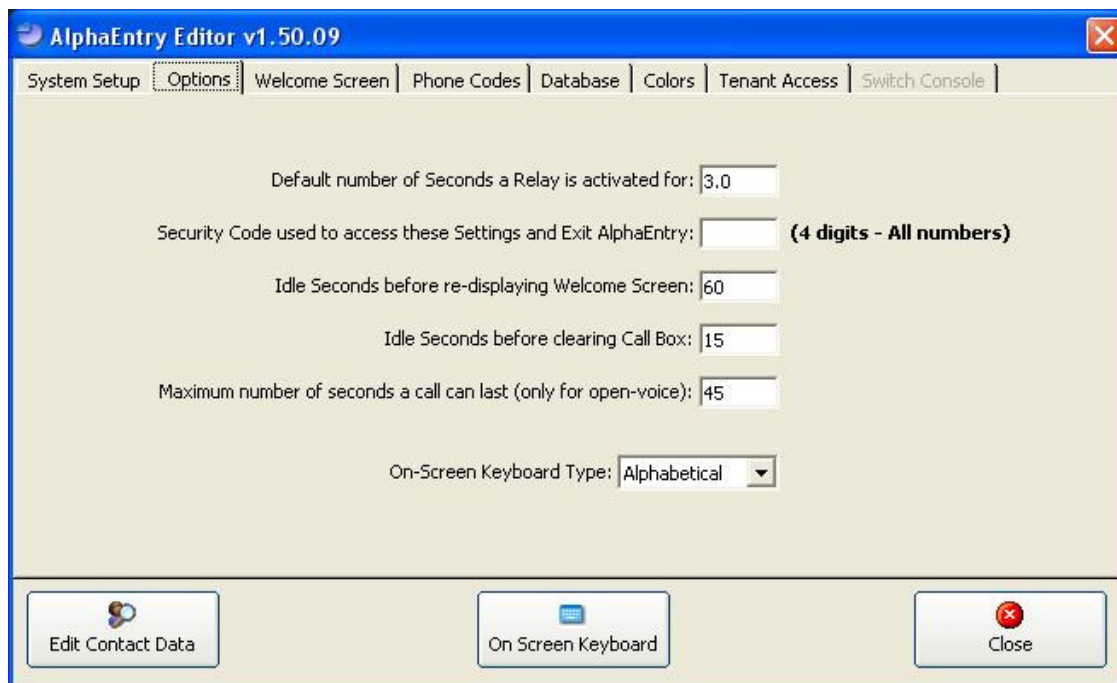 AlphaEntry Editor v1.50.09
System Setup Options Welcome Screen Phone Codes Database Colors Tenant Access Switch Console
Default number of Seconds a Relay is activated for: 3.0
Security Code used to access these Settings and Exit AlphaEntry: (4 digits - All numbers)
Idle Seconds before re-displaying Welcome Screen: 60
Idle Seconds before clearing Call Box: 15
Maximum number of seconds a call can last (only for open-voice): 45
On-Screen Keyboard Type: Alphabetical
Edit Contact Data On Screen Keyboard Close